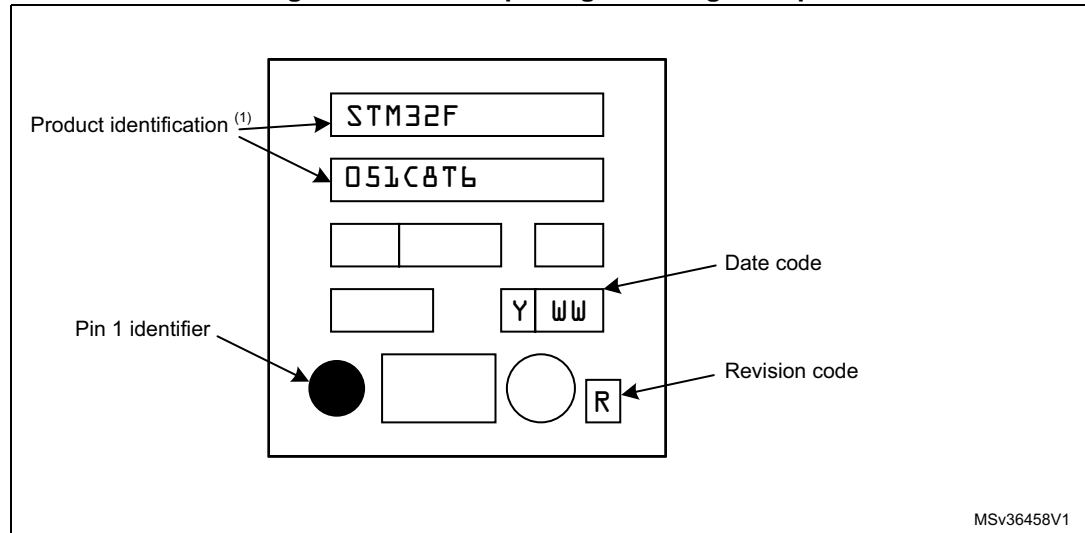 STM32F
Product identification (1)
051C8T6
Date code
Y WW
Pin 1 identifier
Revision code
R
MSv36458V1